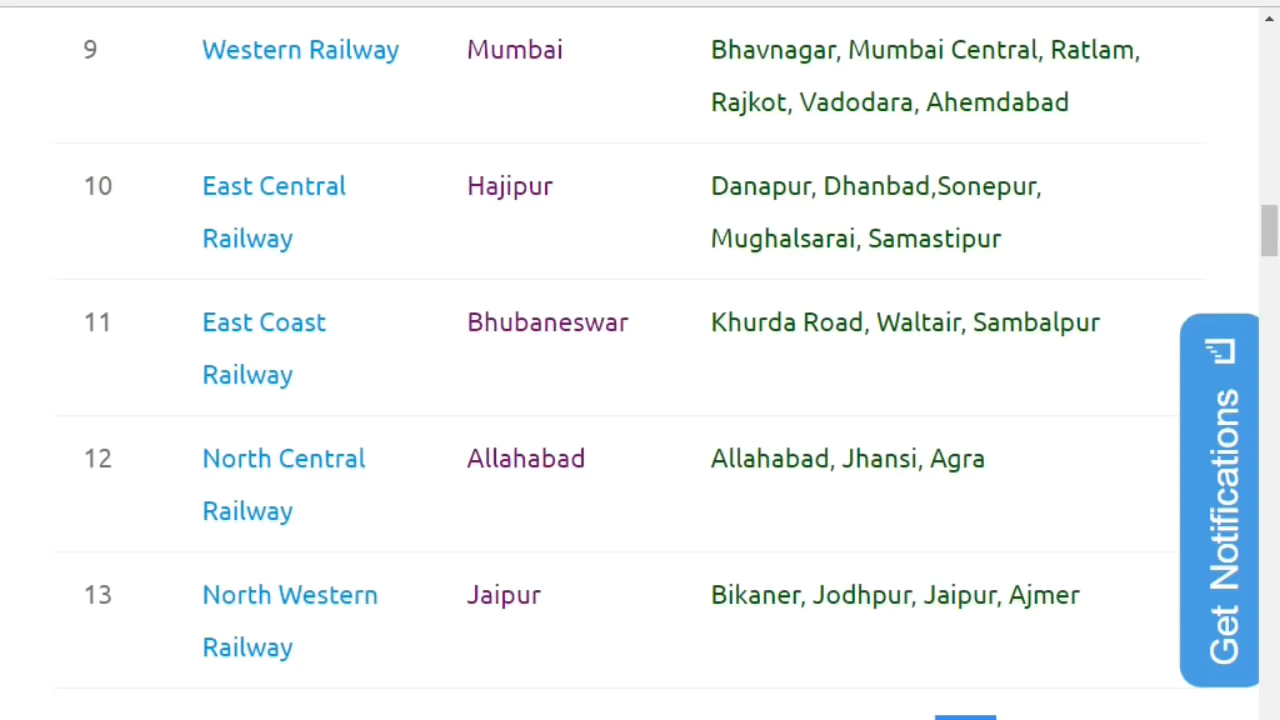 9 Western Railway Mumbai Bhavnagar, Mumbai Central, Ratlam,
Rajkot, Vadodara, Ahemdabad
10 East Central Hajipur Danapur, Dhanbad,Sonepur,
Railway Mughalsarai, Samastipur
11 East Coast Bhubaneswar Khurda Road, Waltair, Sambalpur
Railway
12 North Central Allahabad Allahabad, Jhansi, Agra
Railway
13 North Western Jaipur Bikaner, Jodhpur, Jaipur, Ajmer
Railway
Get Notifications